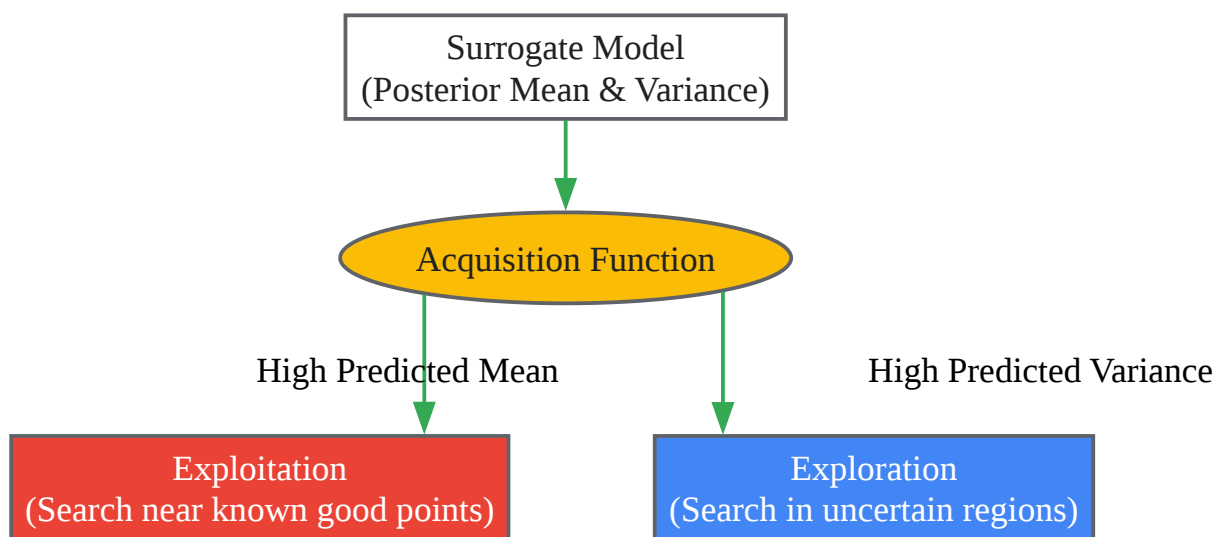 Surrogate Model
(Posterior Mean & Variance)
Acquisition Function
High Predicted Mean
High Predicted Variance
Exploitation
(Search near known good points)
Exploration
(Search in uncertain regions)